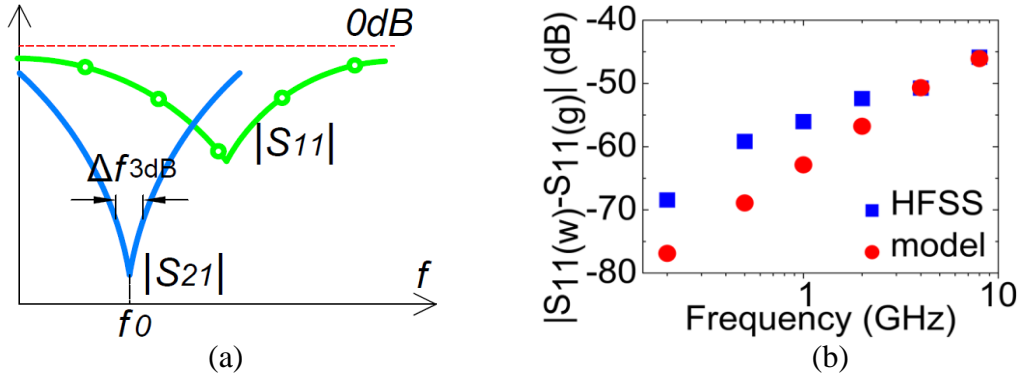 0dB
|S11|
Δf3dB
|S21|
f
f0
(a)
|S11(w)-S11(g)| (dB)
-40
-50
-60
-70
-80
HFSS
model
1
10
Frequency (GHz)
(b)